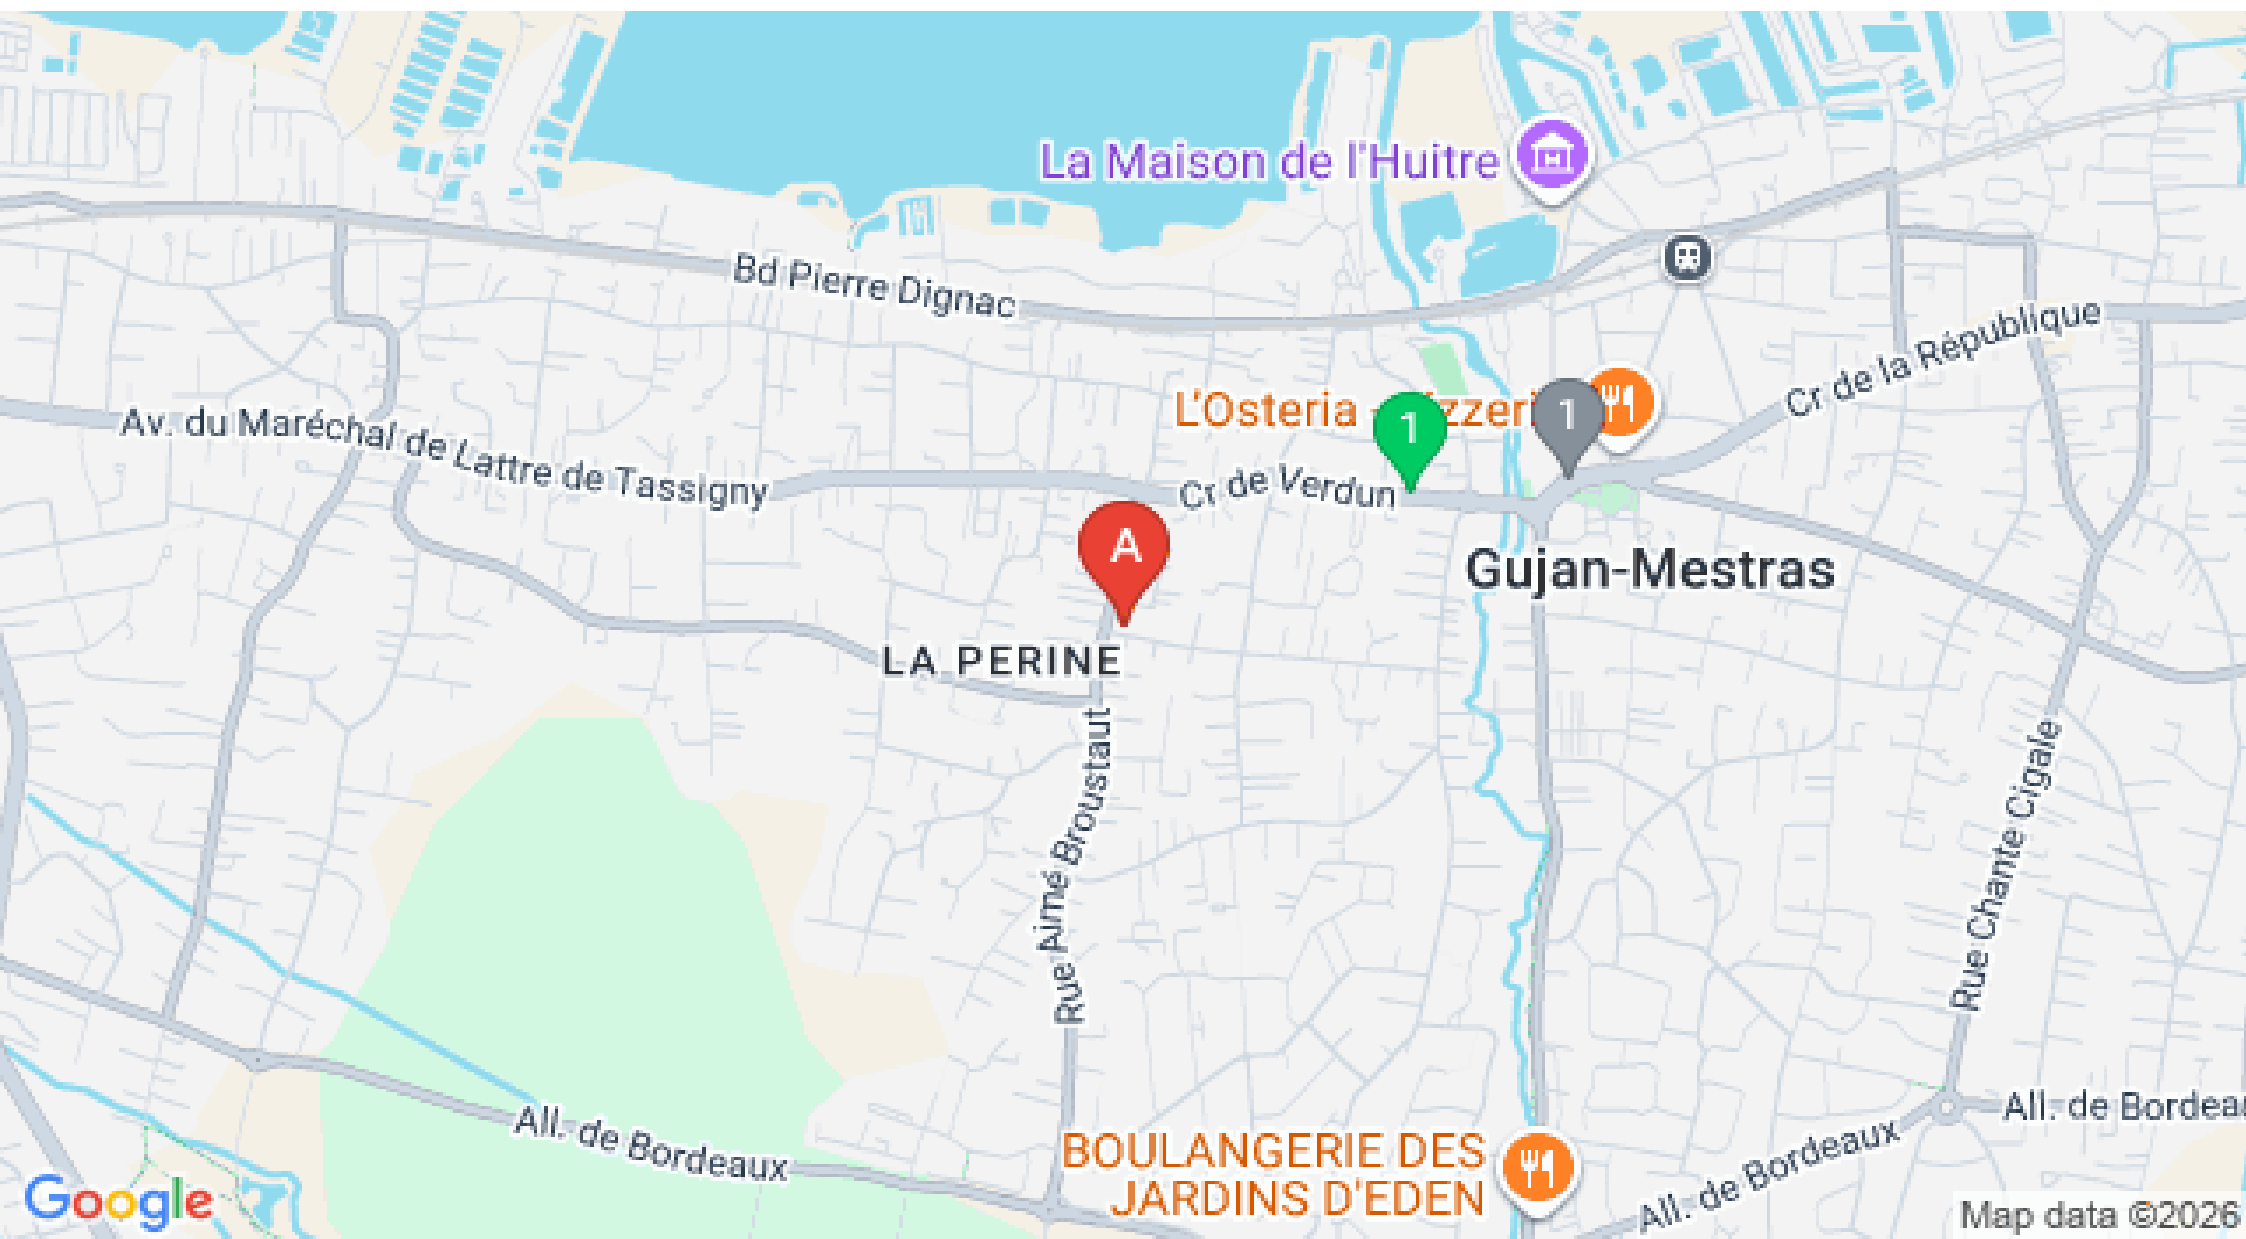 La Maison de l'Huitre
Bd Pierre Dignac
Cr de la République
L'Osteria
1
1
Av. du Maréchal de Lattre de Tassigny
Cr de Verdun
A
Gujan-Mestras
LA PERINE
Rue Aimé Broustaut
Rue Chante Cigale
All. de Bordeaux
BOULANGERIE DES
JARDINS D'EDEN
All. de Bordeaux
All. de Bordea
Google
Map data ©2026